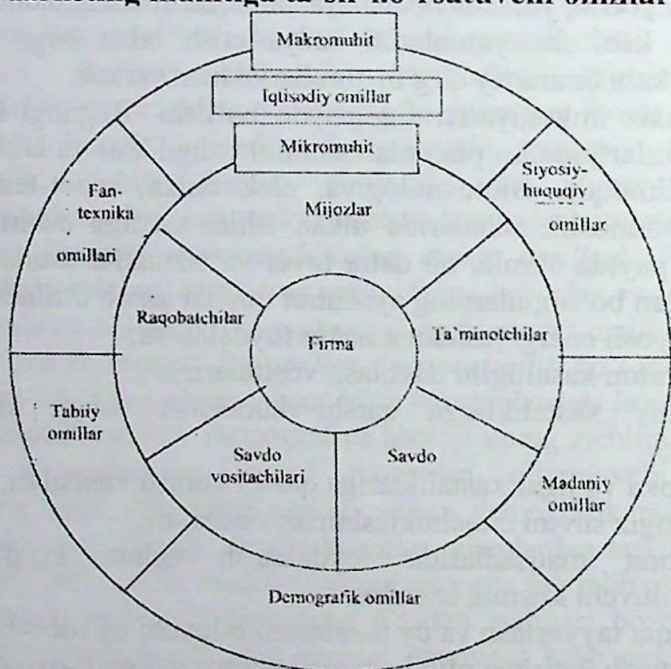 Makromuhit
Iqtisodiy omillar
Mikromuhit
Fan-
texnika
omillari
Siyosiy-
huquqiv
omillar
Mijozlar
Raqobatchilar
Firma
Ta'minotchilar
Tabiiy
omillar
Savdo
vositachilari
Savdo
Madaniy
omillar
Demografik omillar